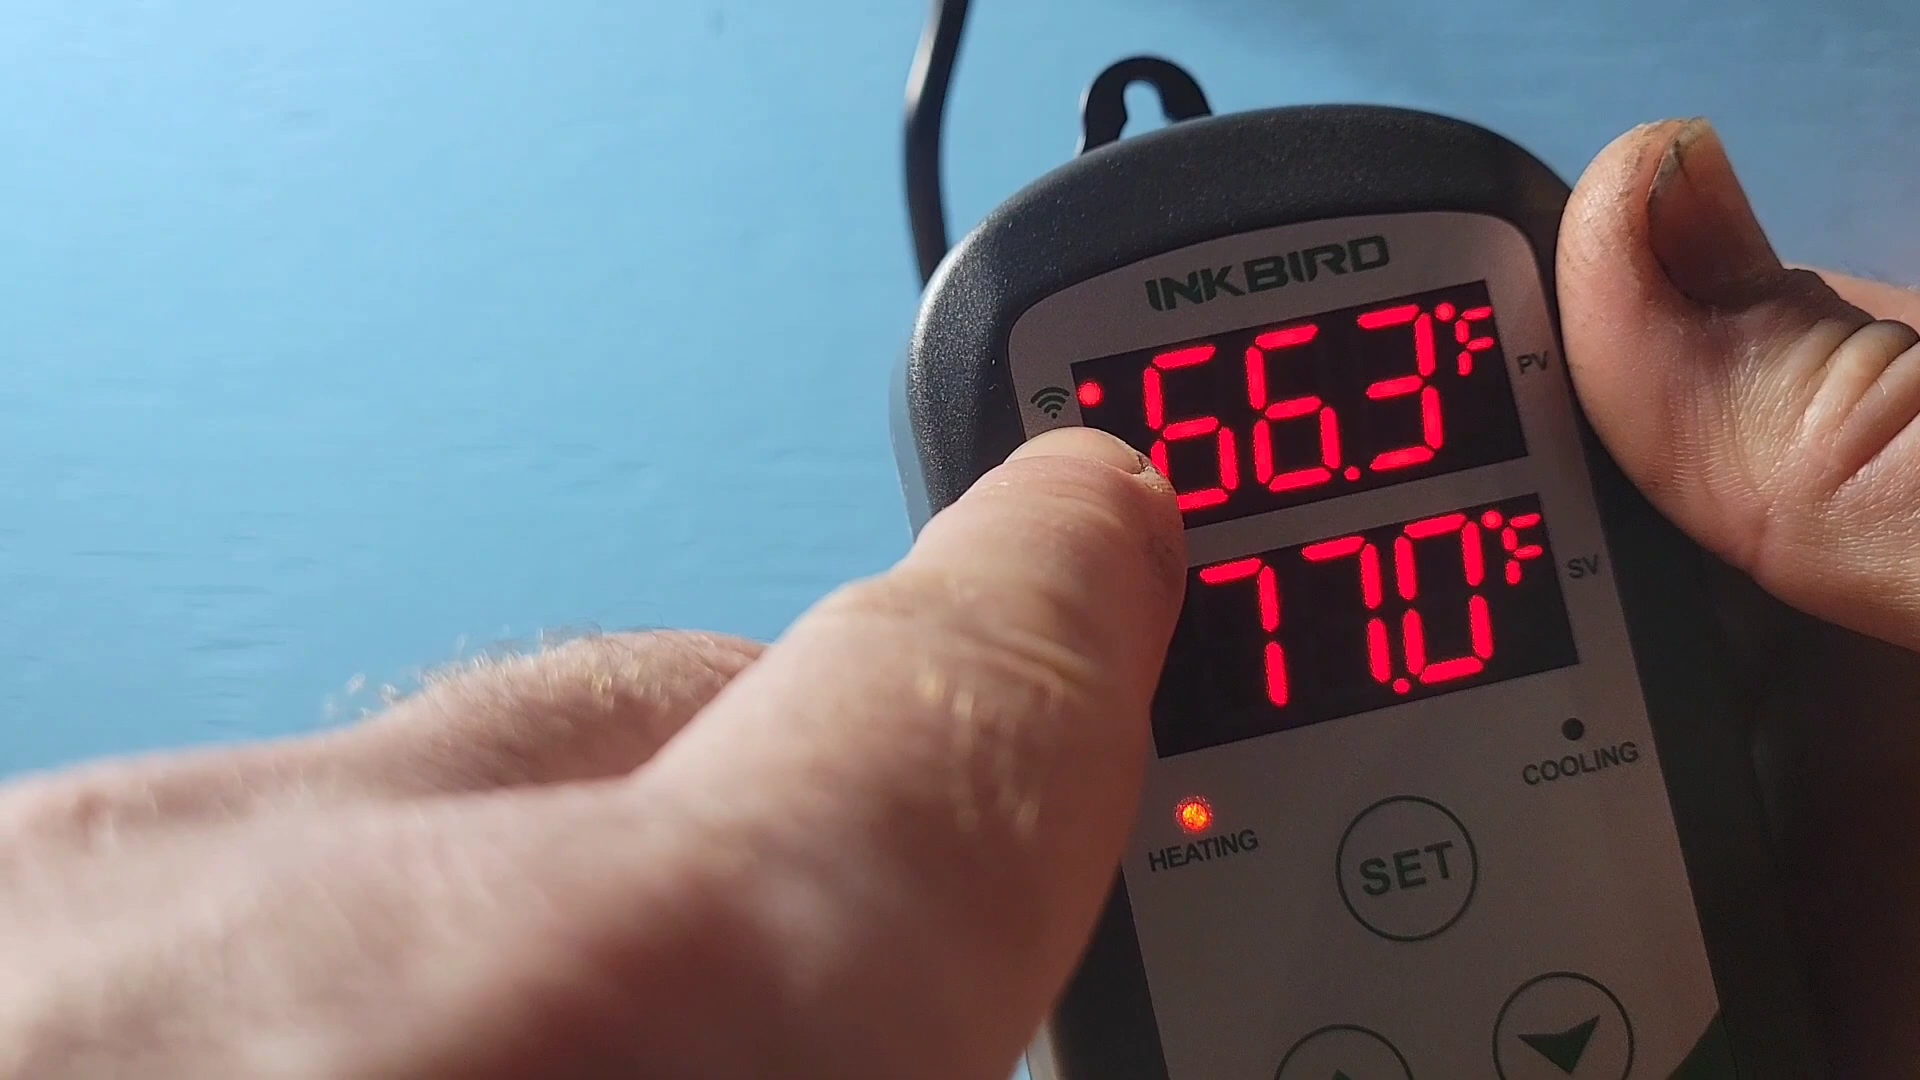 INKBIRD
66.3°F PV
77.0°F SV
COOLING
HEATING
SET